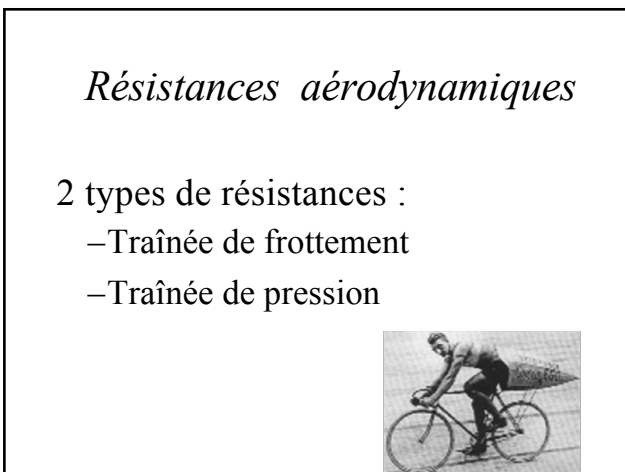 Résistances aérodynamiques
2 types de résistances :
–Traînée de frottement
–Traînée de pression